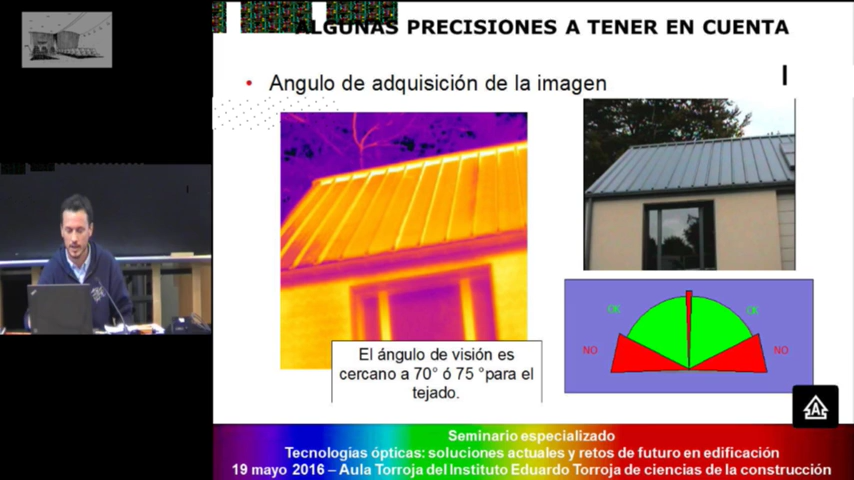 ALGUNAS PRECISIONES A TENER EN CUENTA
• Angulo de adquisición de la imagen
OK
OK
NO
NO
El ángulo de visión es
cercano a 70° ó 75 °para el
tejado.
Seminario especializado
Tecnologías ópticas: soluciones actuales y retos de futuro en edificación
19 mayo 2016 – Aula Torroja del Instituto Eduardo Torroja de ciencias de la construcción